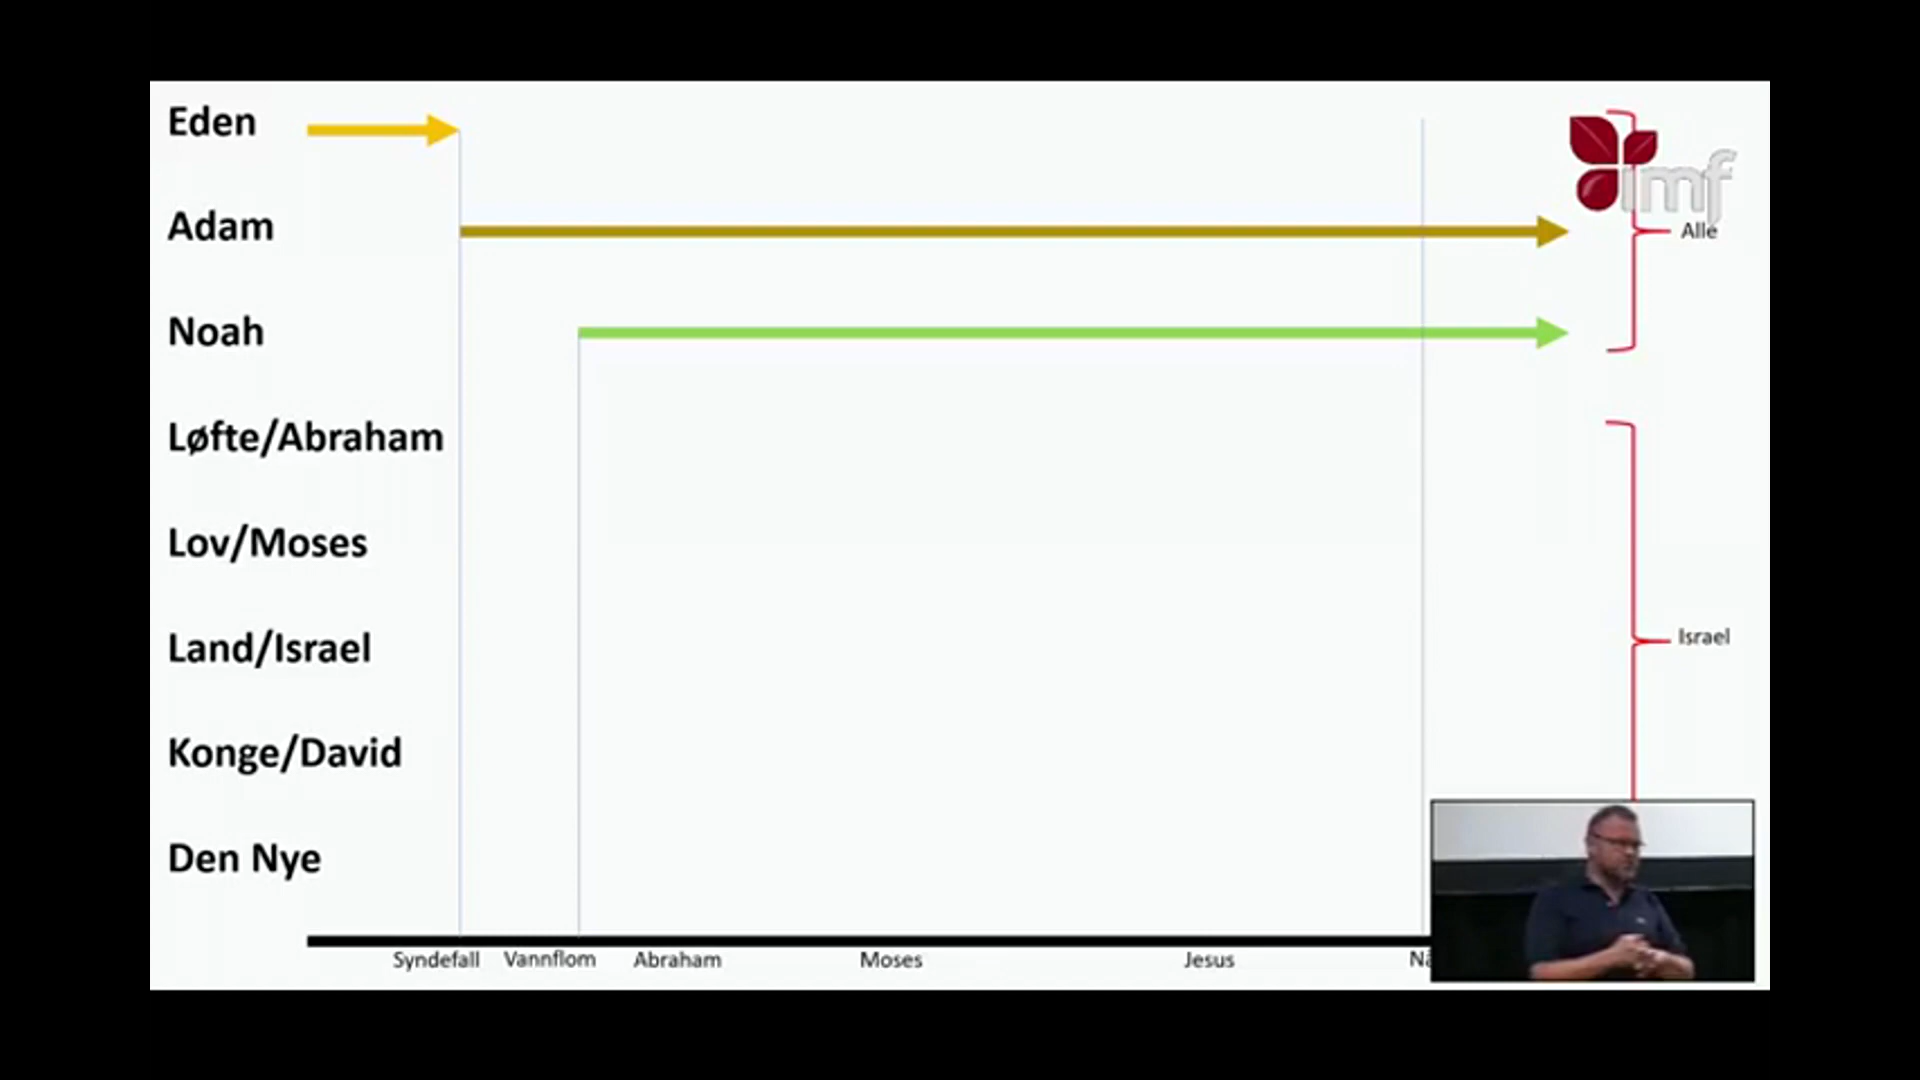 Eden
imf
Adam
Alle
Noah
Løfte/Abraham
Lov/Moses
Israel
Land/Israel
Konge/David
Den Nye
Syndefall Vannflom Abraham Moses Jesus